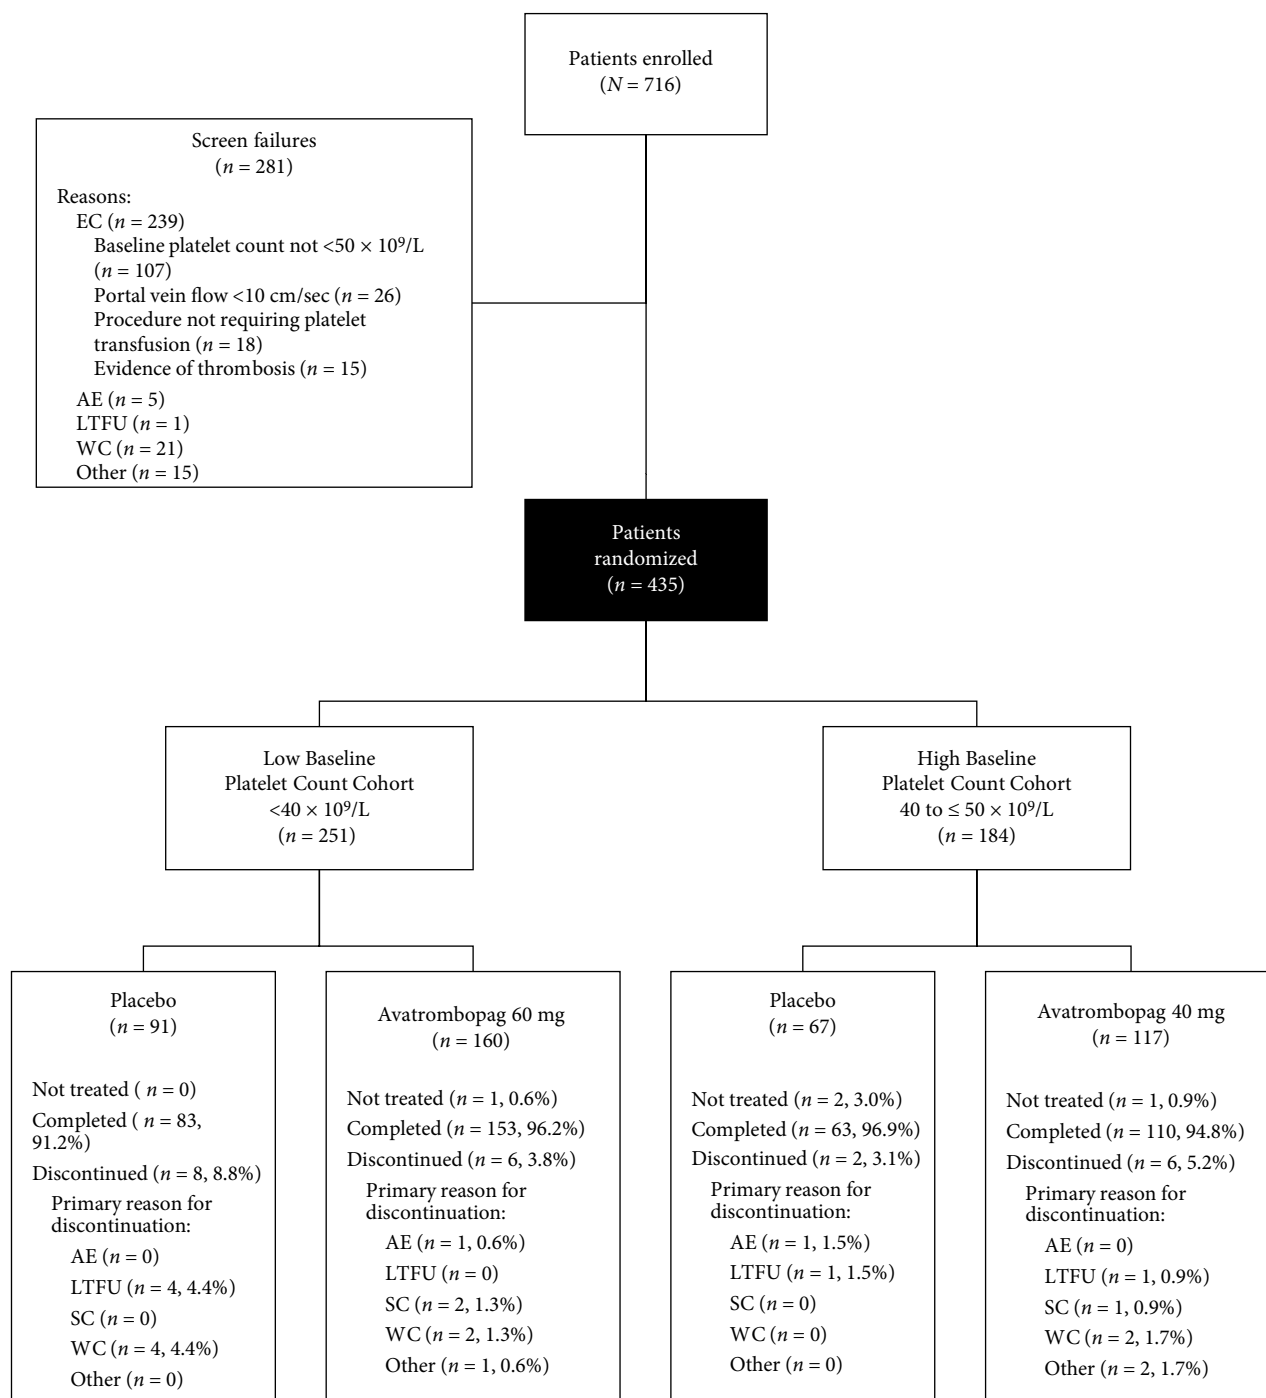 Patients enrolled
(N = 716)
Screen failures
(n = 281)
Reasons:
EC (n = 239)
Baseline platelet count not <50 × 10⁹/L
(n = 107)
Portal vein flow <10 cm/sec (n = 26)
Procedure not requiring platelet
transfusion (n = 18)
Evidence of thrombosis (n = 15)
AE (n = 5)
LTFU (n = 1)
WC (n = 21)
Other (n = 15)
Patients
randomized
(n = 435)
Low Baseline
Platelet Count Cohort
<40 × 10⁹/L
(n = 251)
High Baseline
Platelet Count Cohort
40 to ≤ 50 × 10⁹/L
(n = 184)
Placebo
(n = 91)
Not treated ( n = 0)
Completed ( n = 83,
91.2%)
Discontinued (n = 8, 8.8%)
Primary reason for
discontinuation:
AE (n = 0)
LTFU (n = 4, 4.4%)
SC (n = 0)
WC (n = 4, 4.4%)
Other (n = 0)
Avatrombopag 60 mg
(n = 160)
Not treated (n = 1, 0.6%)
Completed (n = 153, 96.2%)
Discontinued (n = 6, 3.8%)
Primary reason for
discontinuation:
AE (n = 1, 0.6%)
LTFU (n = 0)
SC (n = 2, 1.3%)
WC (n = 2, 1.3%)
Other (n = 1, 0.6%)
Placebo
(n = 67)
Not treated (n = 2, 3.0%)
Completed (n = 63, 96.9%)
Discontinued (n = 2, 3.1%)
Primary reason for
discontinuation:
AE (n = 1, 1.5%)
LTFU (n = 1, 1.5%)
SC (n = 0)
WC (n = 0)
Other (n = 0)
Avatrombopag 40 mg
(n = 117)
Not treated (n = 1, 0.9%)
Completed (n = 110, 94.8%)
Discontinued (n = 6, 5.2%)
Primary reason for
discontinuation:
AE (n = 0)
LTFU (n = 1, 0.9%)
SC (n = 1, 0.9%)
WC (n = 2, 1.7%)
Other (n = 2, 1.7%)